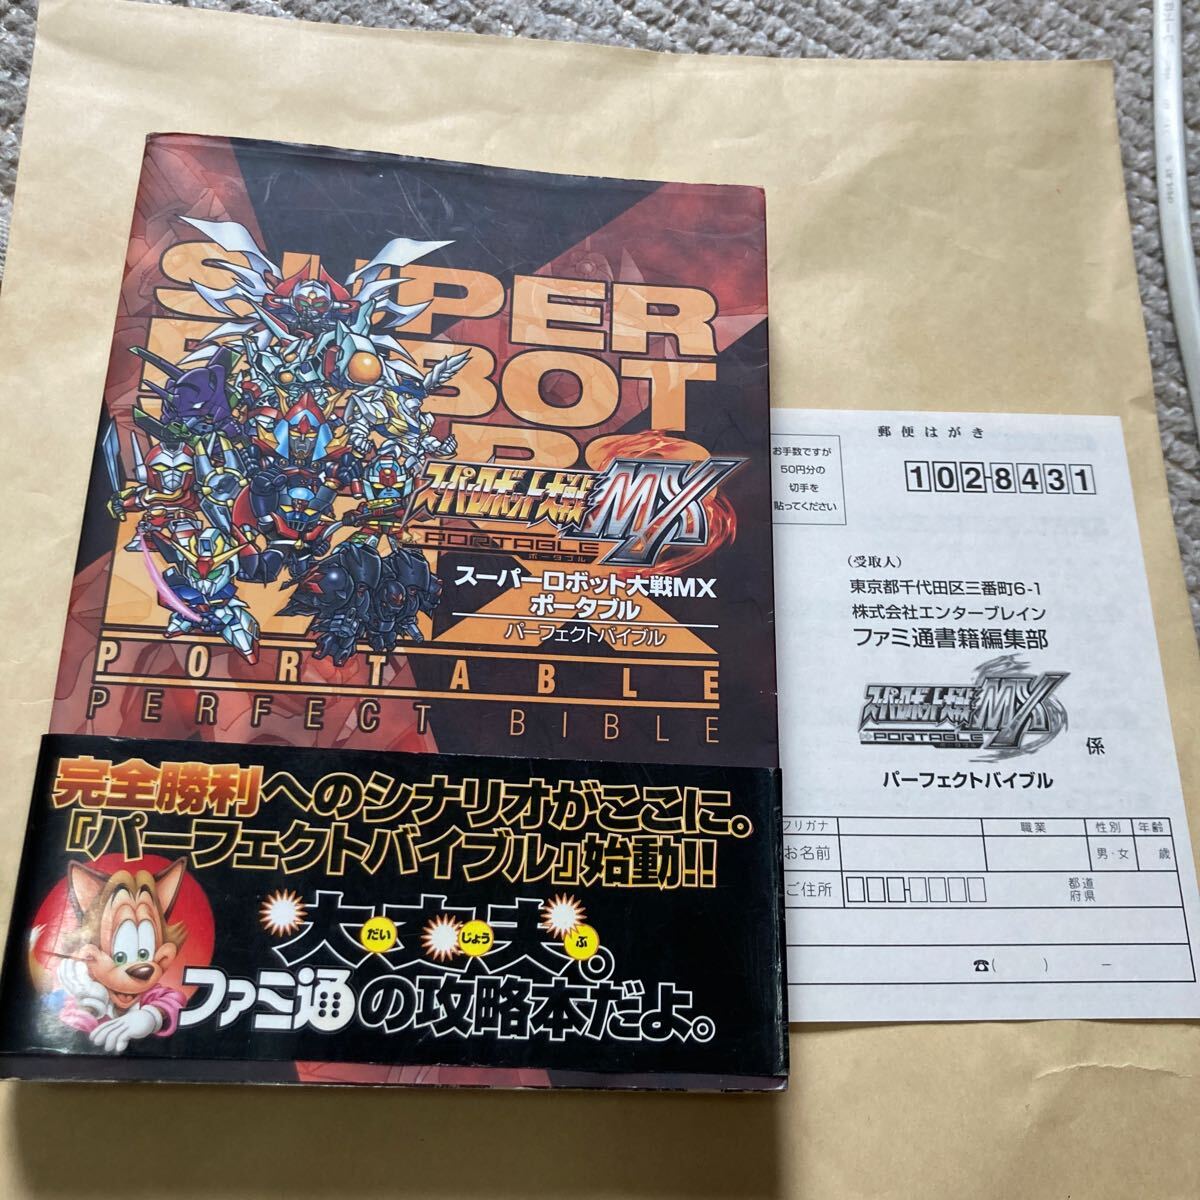 SUPER
ROBOT
スーパーロボット大戦MX
PORTABLE
ポータブル
スーパーロボット大戦MX
ポータブル
パーフェクトバイブル
PORTABLE
PERFECT BIBLE
完全勝利へのシナリオがここに。
『パーフェクトバイブル』始動!!
大丈夫。
だい じょう ぶ
ファミ通の攻略本だよ。
郵便はがき
お手数ですが
50円分の
切手を
貼ってください
102-8431
(受取人)
東京都千代田区三番町6-1
株式会社エンターブレイン
ファミ通書籍編集部
スーパーロボット大戦MX
PORTABLE
ポータブル
係
パーフェクトバイブル
フリガナ 職業 性別 年齢
お名前 男・女 歳
ご住所 都道
府県
☎( ) −